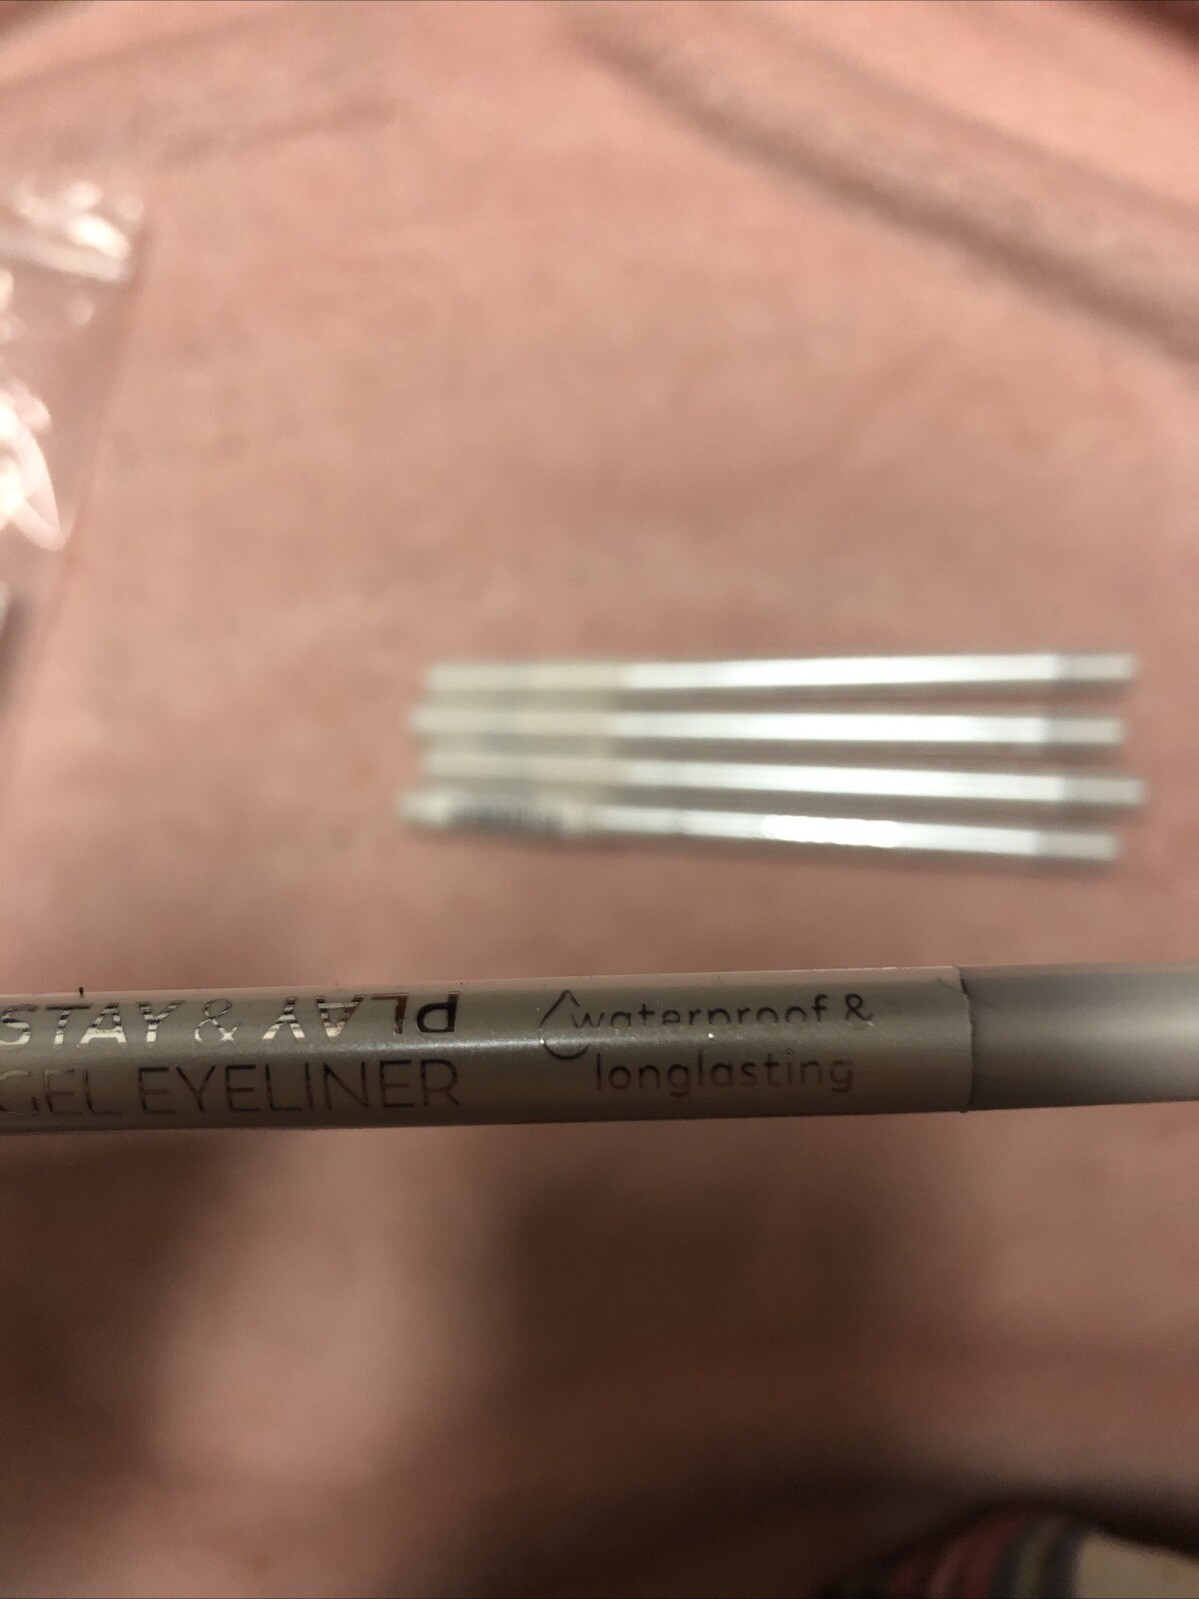 STAY & PLAY
GEL EYELINER
waterproof &
longlasting